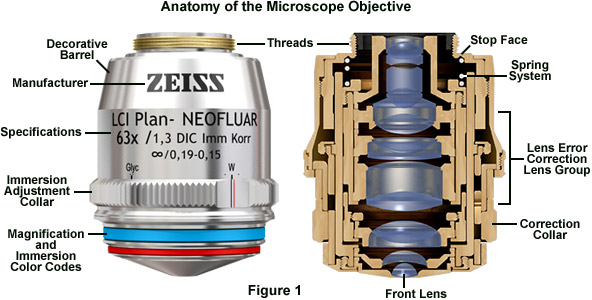 Anatomy of the Microscope Objective
Decorative
Barrel
Threads
Stop Face
Spring
System
Manufacturer
ZEISS
Specifications
LCI Plan- NEOFLUAR
63x /1,3 DIC Imm Korr
∞/0,19-0,15
Glyc
W
Lens Error
Correction
Lens Group
Immersion
Adjustment
Collar
Correction
Collar
Magnification
and
Immersion
Color Codes
Front Lens
Figure 1